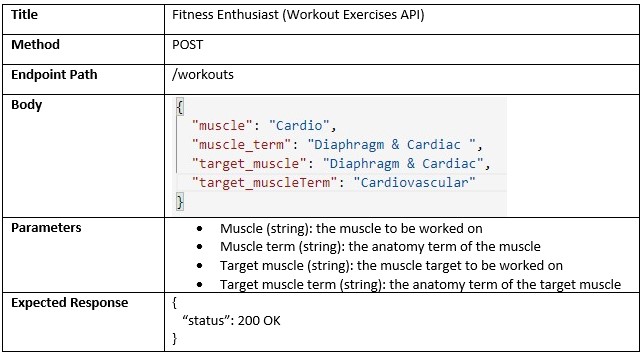 Title Fitness Enthusiast (Workout Exercises API)
Method POST
Endpoint Path /workouts
Body {
"muscle": "Cardio",
"muscle_term": "Diaphragm & Cardiac ",
"target_muscle": "Diaphragm & Cardiac",
"target_muscleTerm": "Cardiovascular"
}
Parameters • Muscle (string): the muscle to be worked on
• Muscle term (string): the anatomy term of the muscle
• Target muscle (string): the muscle target to be worked on
• Target muscle term (string): the anatomy term of the target muscle
Expected Response {
“status”: 200 OK
}